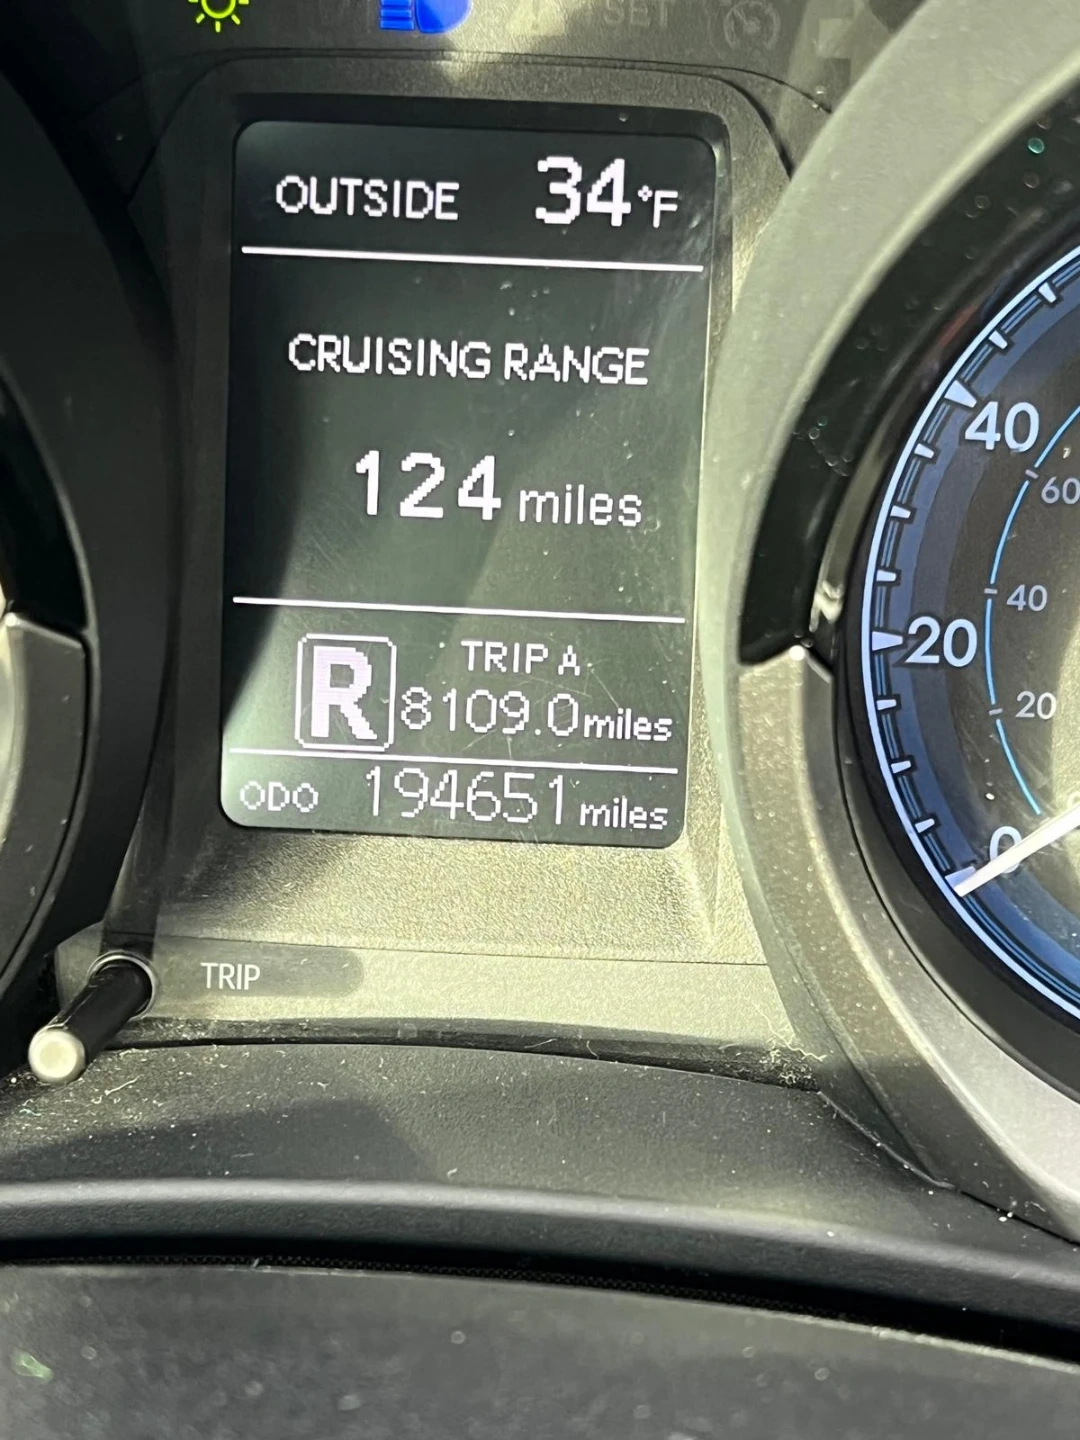 SET
OUTSIDE 34°F
CRUISING RANGE
124 miles
R
TRIP A
8109.0 miles
ODO 194651 miles
TRIP
40
60
40
20
20
0